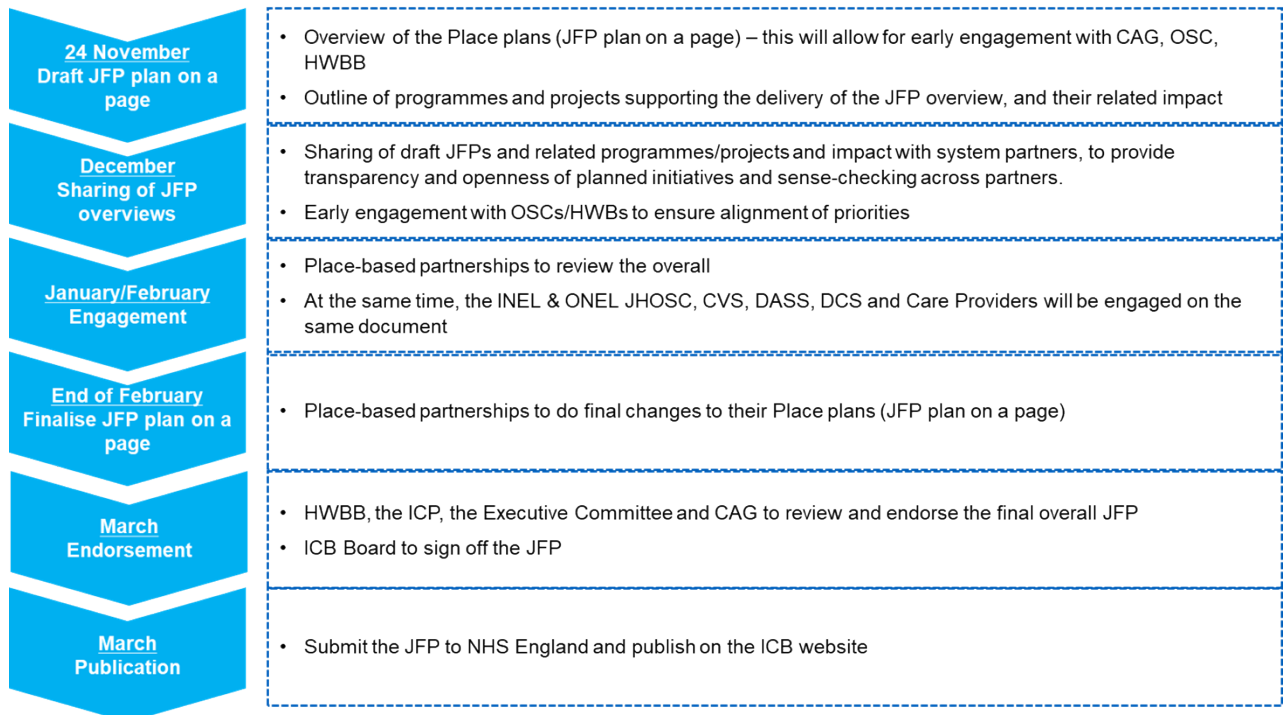 24 November
Draft JFP plan on a
page
• Overview of the Place plans (JFP plan on a page) – this will allow for early engagement with CAG, OSC,
HWBB
• Outline of programmes and projects supporting the delivery of the JFP overview, and their related impact
December
Sharing of JFP
overviews
• Sharing of draft JFPs and related programmes/projects and impact with system partners, to provide
transparency and openness of planned initiatives and sense-checking across partners.
• Early engagement with OSCs/HWBs to ensure alignment of priorities
January/February
Engagement
• Place-based partnerships to review the overall
• At the same time, the INEL & ONEL JHOSC, CVS, DASS, DCS and Care Providers will be engaged on the
same document
End of February
Finalise JFP plan on a
page
• Place-based partnerships to do final changes to their Place plans (JFP plan on a page)
March
Endorsement
• HWBB, the ICP, the Executive Committee and CAG to review and endorse the final overall JFP
• ICB Board to sign off the JFP
March
Publication
• Submit the JFP to NHS England and publish on the ICB website